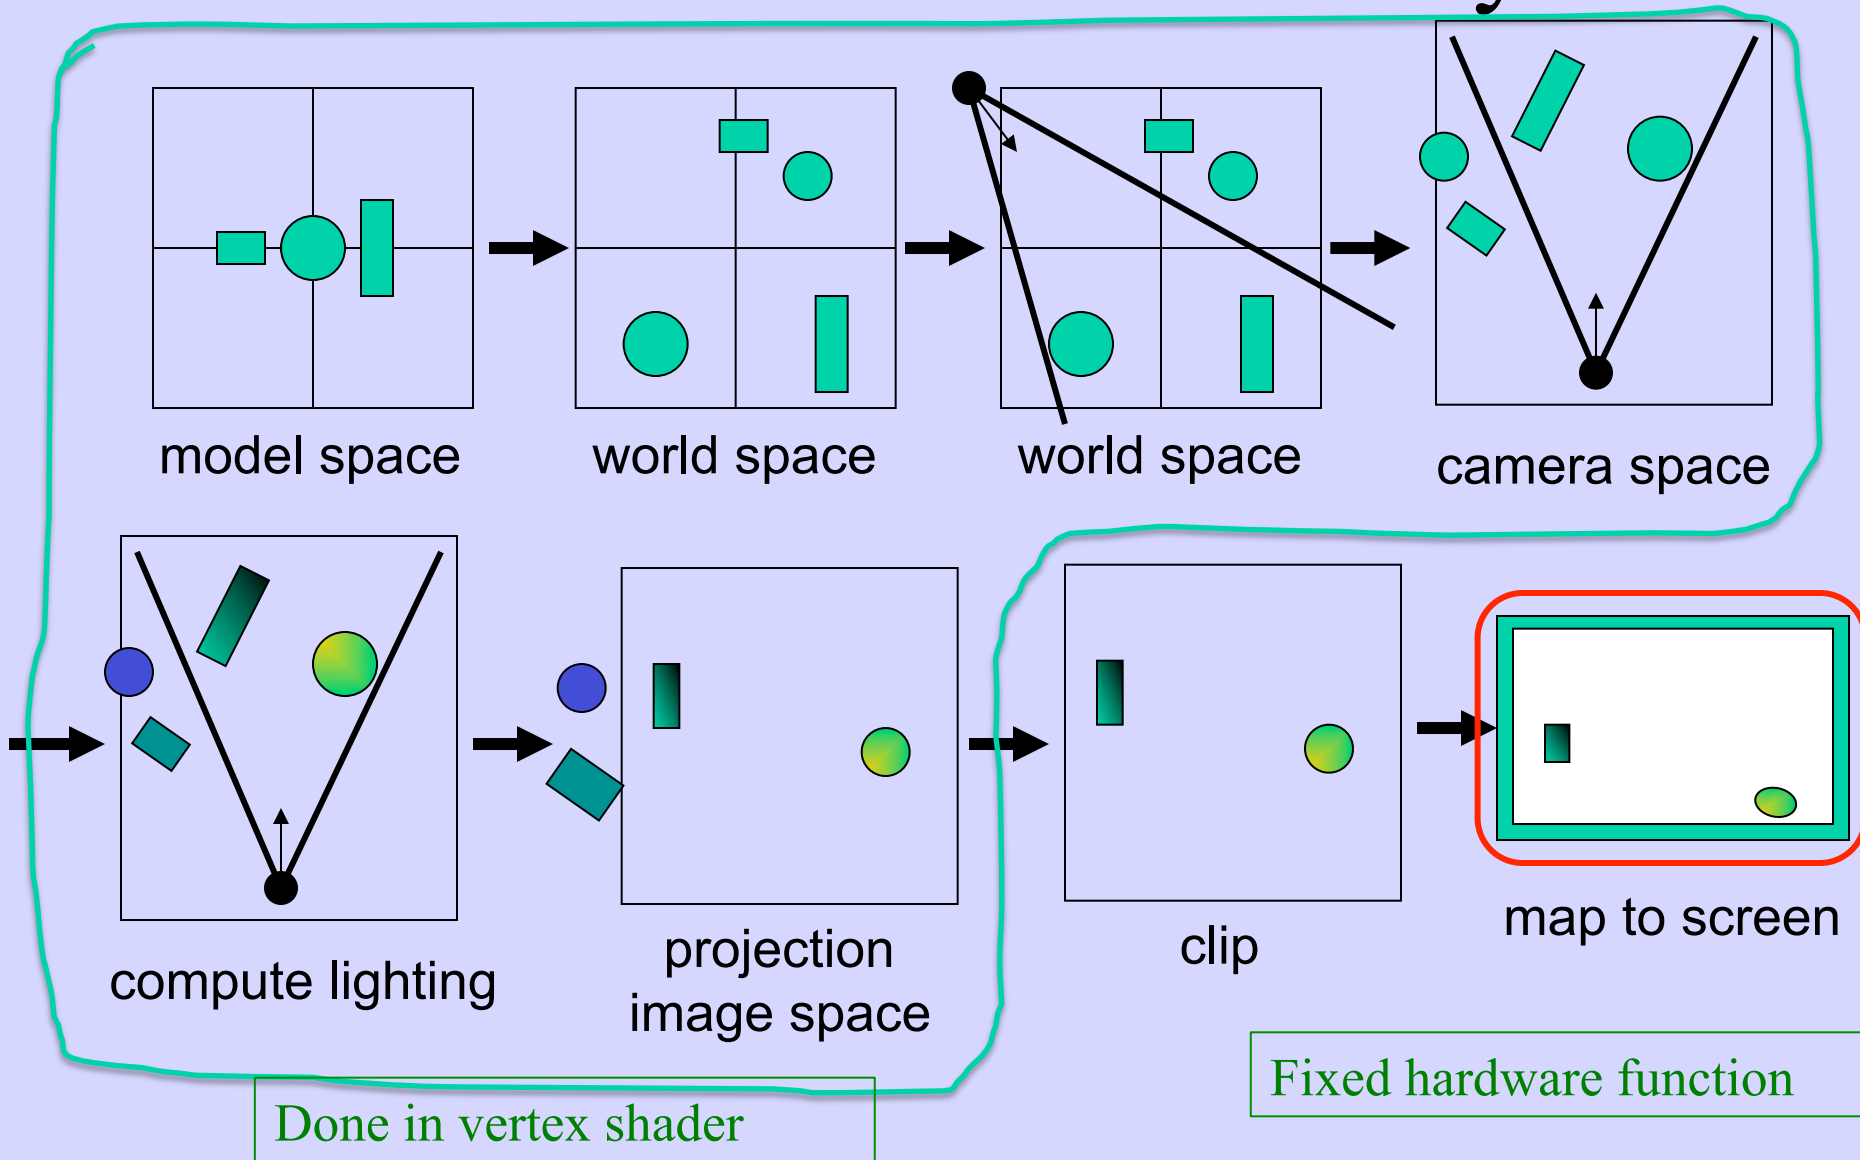 model space
world space
world space
camera space
compute lighting
projection
image space
clip
map to screen
Done in vertex shader
Fixed hardware function